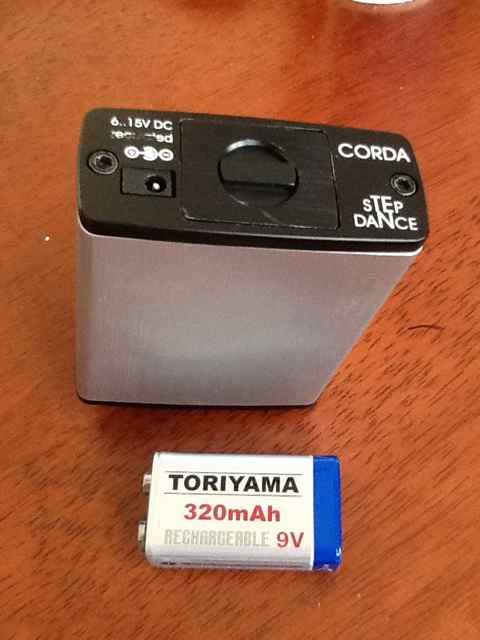 6..15V DC
regulated
CORDA
STEP
DANCE
TORIYAMA
320mAh
RECHARGEABLE 9V